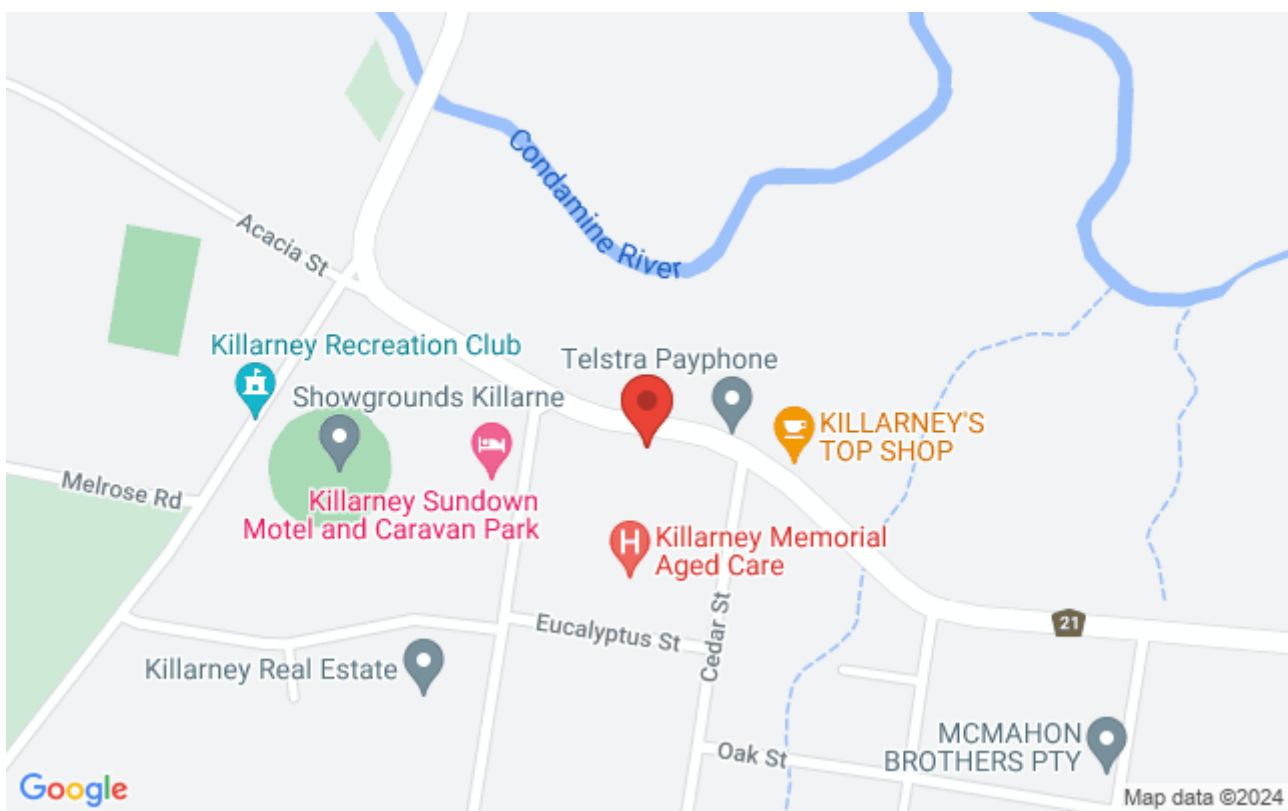 Condamine River
Acacia St
Killarney Recreation Club
Telstra Payphone
Showgrounds Killarne
KILLARNEY'S
TOP SHOP
Melrose Rd
Killarney Sundown
Motel and Caravan Park
H
Killarney Memorial
Aged Care
Eucalyptus St
Cedar St
21
Killarney Real Estate
Oak St
MCMAHON
BROTHERS PTY
Google
Map data ©2024